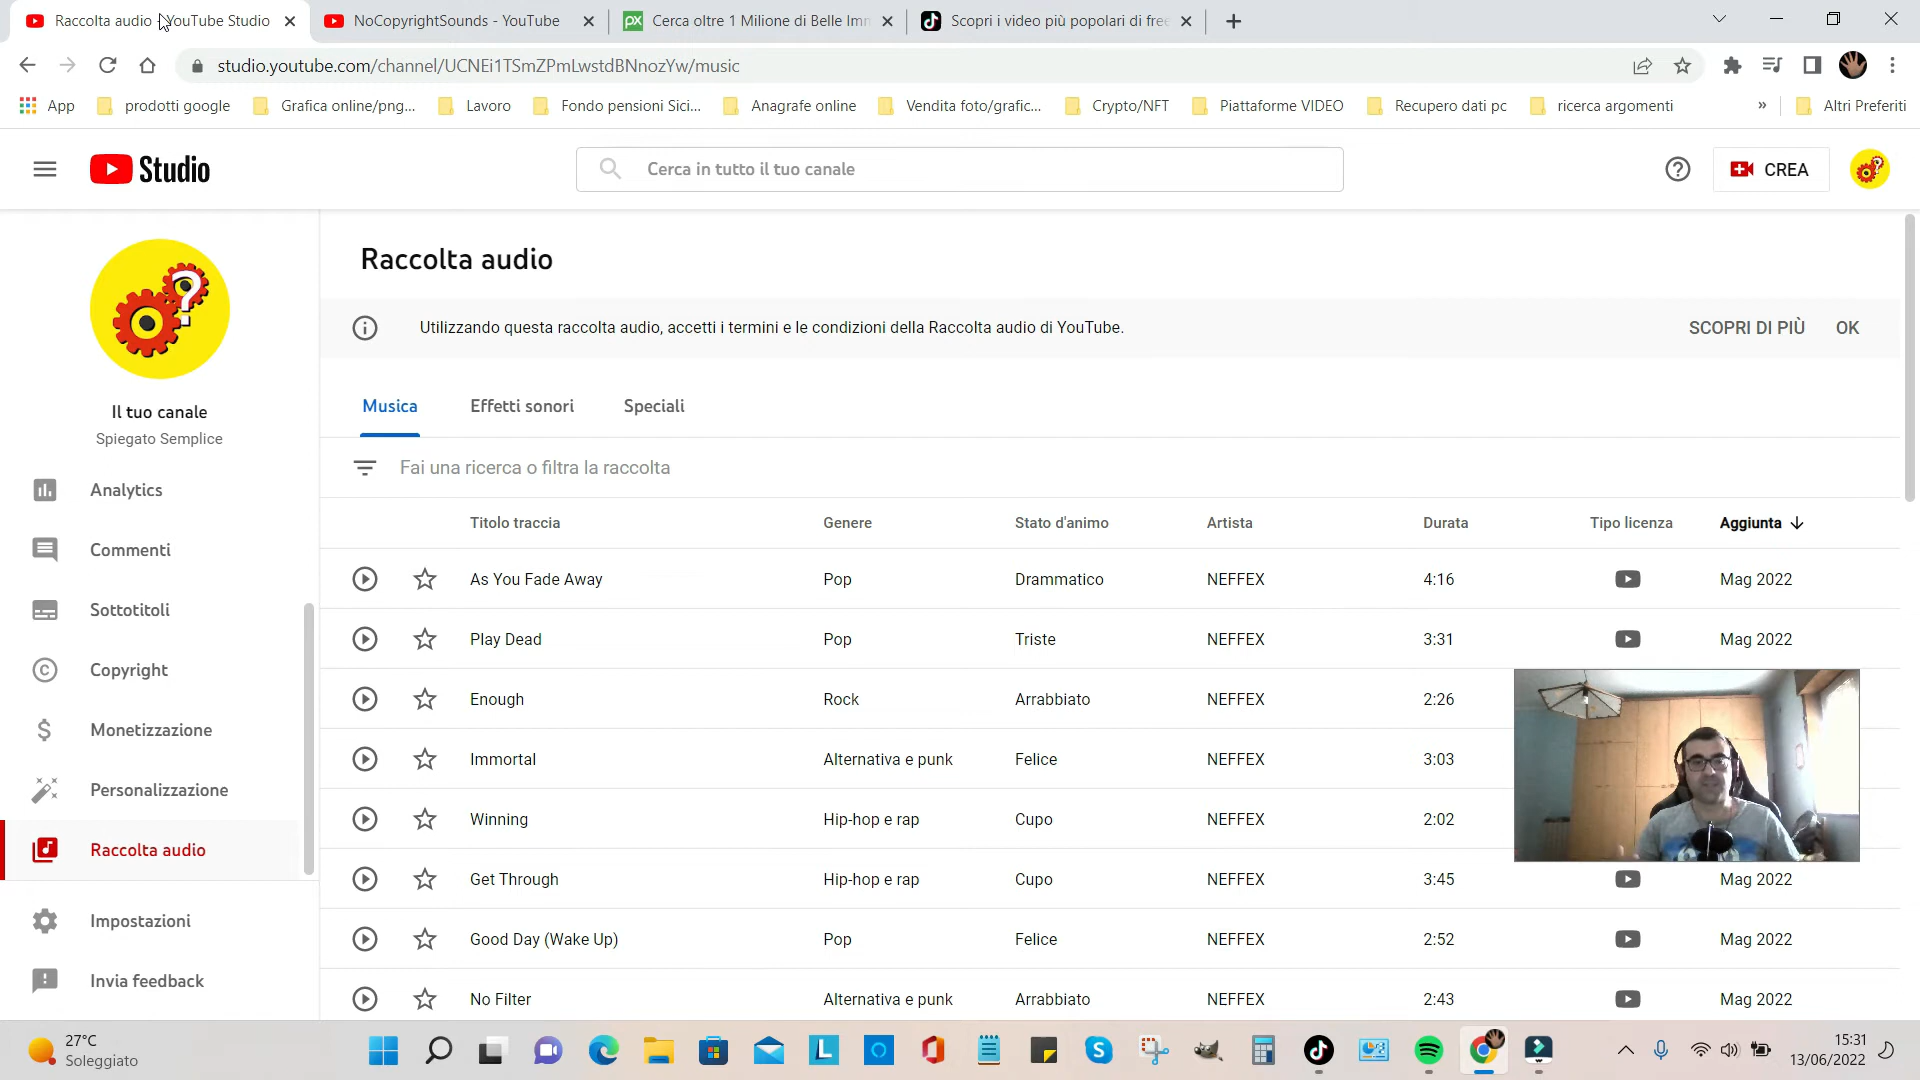 Raccolta audio - YouTube Studio
NoCopyrightSounds - YouTube
Cerca oltre 1 Milione di Belle Imm
Scopri i video più popolari di free
studio.youtube.com/channel/UCNEi1TSmZPmLwstdBNnozYw/music
App
prodotti google
Grafica online/png...
Lavoro
Fondo pensioni Sici...
Anagrafe online
Vendita foto/grafic...
Crypto/NFT
Piattaforme VIDEO
Recupero dati pc
ricerca argomenti
»
Altri Preferiti
Studio
Cerca in tutto il tuo canale
CREA
Il tuo canale
Spiegato Semplice
Analytics
Commenti
Sottotitoli
Copyright
Monetizzazione
Personalizzazione
Raccolta audio
Impostazioni
Invia feedback
Raccolta audio
Utilizzando questa raccolta audio, accetti i termini e le condizioni della Raccolta audio di YouTube.
SCOPRI DI PIÙ OK
Musica Effetti sonori Speciali
Fai una ricerca o filtra la raccolta
Titolo traccia Genere Stato d'animo Artista Durata Tipo licenza Aggiunta
As You Fade Away Pop Drammatico NEFFEX 4:16 Mag 2022
Play Dead Pop Triste NEFFEX 3:31 Mag 2022
Enough Rock Arrabbiato NEFFEX 2:26
Immortal Alternativa e punk Felice NEFFEX 3:03
Winning Hip-hop e rap Cupo NEFFEX 2:02
Get Through Hip-hop e rap Cupo NEFFEX 3:45 Mag 2022
Good Day (Wake Up) Pop Felice NEFFEX 2:52 Mag 2022
No Filter Alternativa e punk Arrabbiato NEFFEX 2:43 Mag 2022
27°C
Soleggiato
15:31
13/06/2022